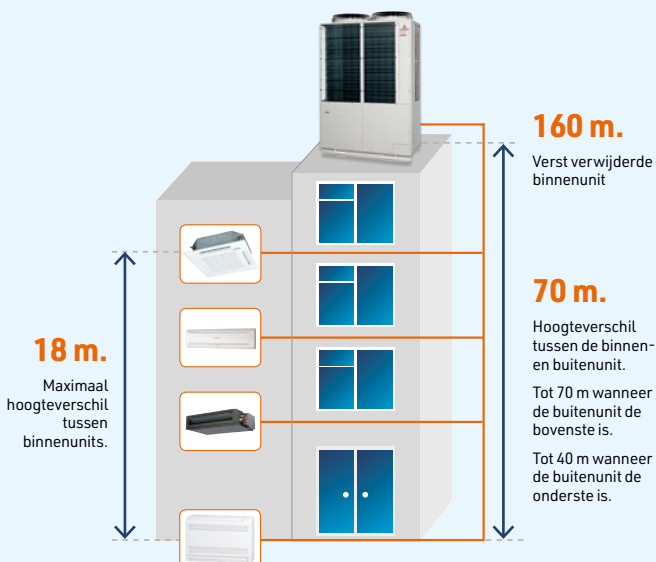 160 m.
Verst verwijderde
binnenunit
70 m.
Hoogteverschil
tussen de binnen-
en buitenunit.
Tot 70 m wanneer
de buitenunit de
bovenste is.
Tot 40 m wanneer
de buitenunit de
onderste is.
18 m.
Maximaal
hoogteverschil
tussen
binnenunits.